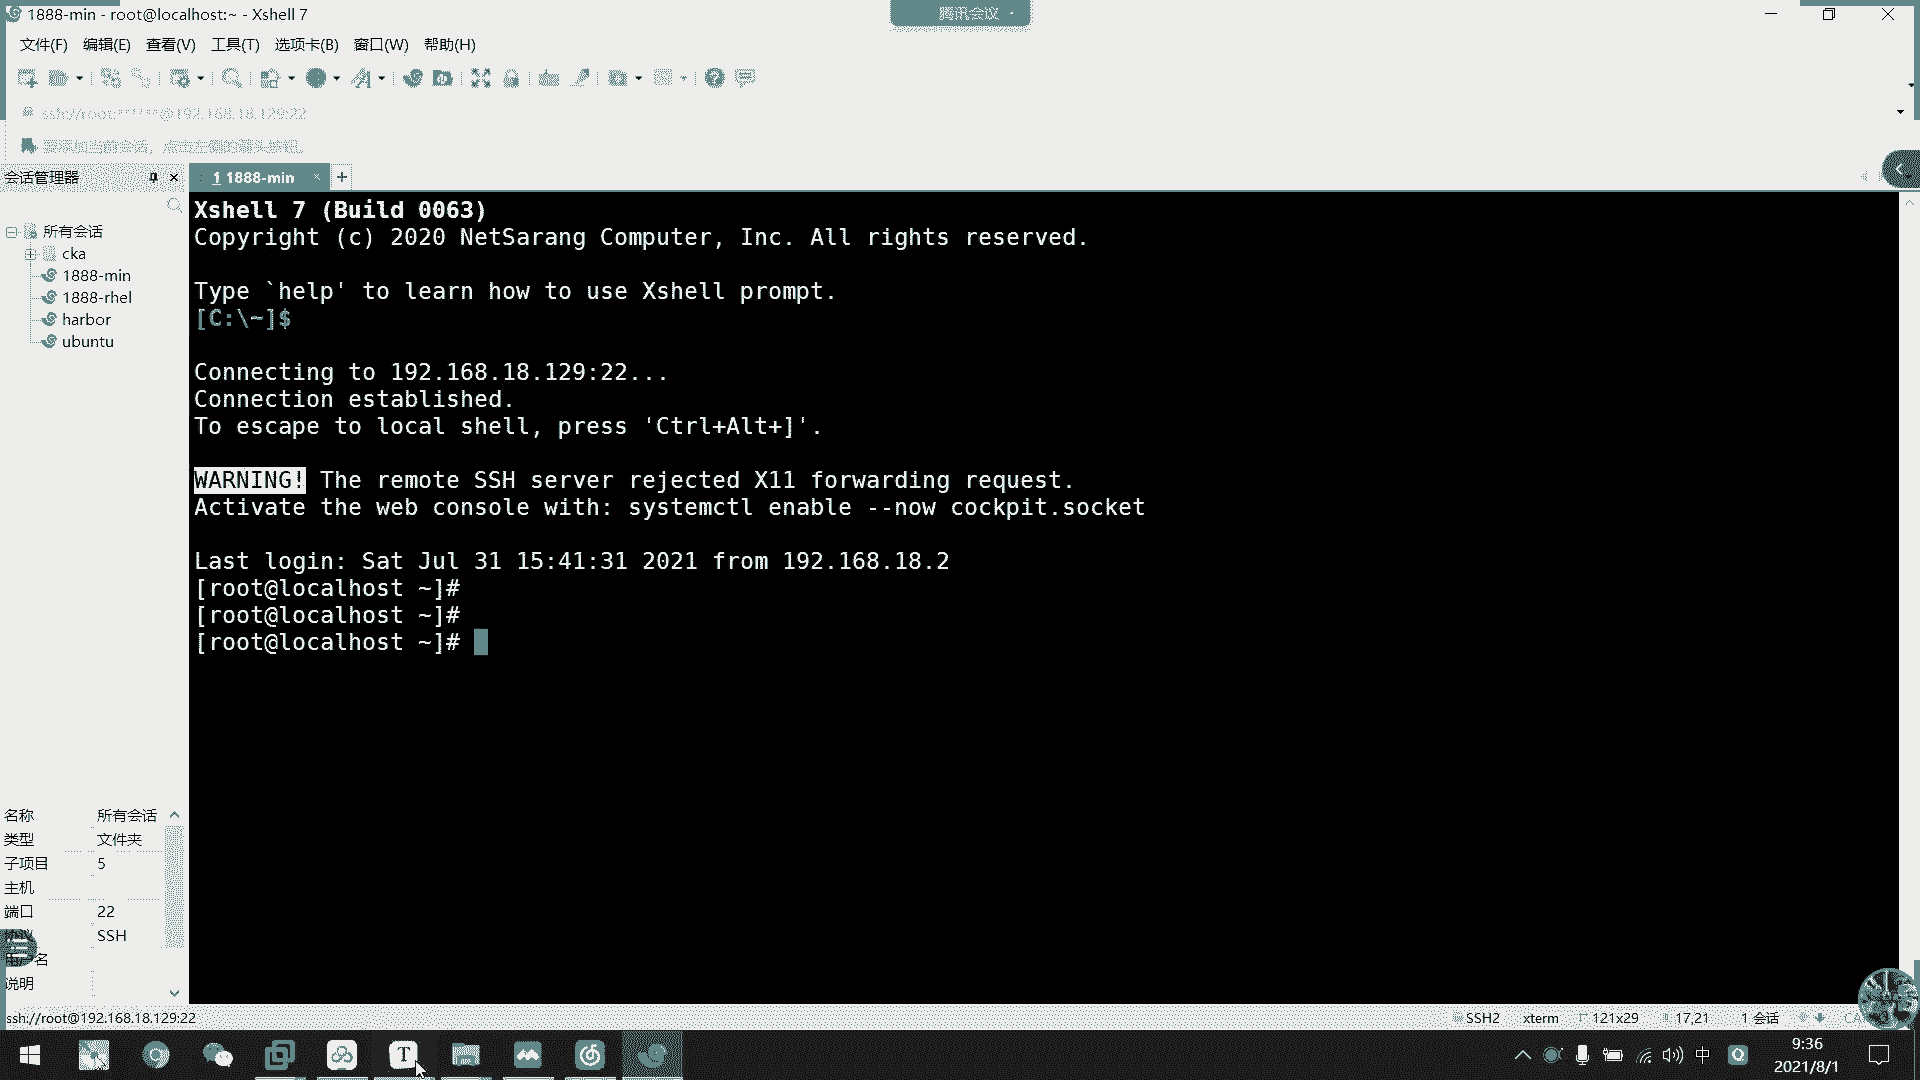 1888-min - root@localhost:~ - Xshell 7
腾讯会议
文件(F) 编辑(E) 查看(V) 工具(T) 选项卡(B) 窗口(W) 帮助(H)
ssh://root:******@192.168.18.129:22
要添加当前会话，点击左侧的箭头按钮。
会话管理器
1 1888-min
所有会话
cka
1888-min
1888-rhel
harbor
ubuntu
Xshell 7 (Build 0063)
Copyright (c) 2020 NetSarang Computer, Inc. All rights reserved.
Type `help' to learn how to use Xshell prompt.
[C:\~]$
Connecting to 192.168.18.129:22...
Connection established.
To escape to local shell, press 'Ctrl+Alt+]'.
WARNING! The remote SSH server rejected X11 forwarding request.
Activate the web console with: systemctl enable --now cockpit.socket
Last login: Sat Jul 31 15:41:31 2021 from 192.168.18.2
[root@localhost ~]#
[root@localhost ~]#
[root@localhost ~]#
名称 所有会话
类型 文件夹
子项目 5
主机
端口 22
协议 SSH
用户名
说明
ssh://root@192.168.18.129:22
SSH2 xterm 121x29 17,21 1 会话
中
9:36
2021/8/1